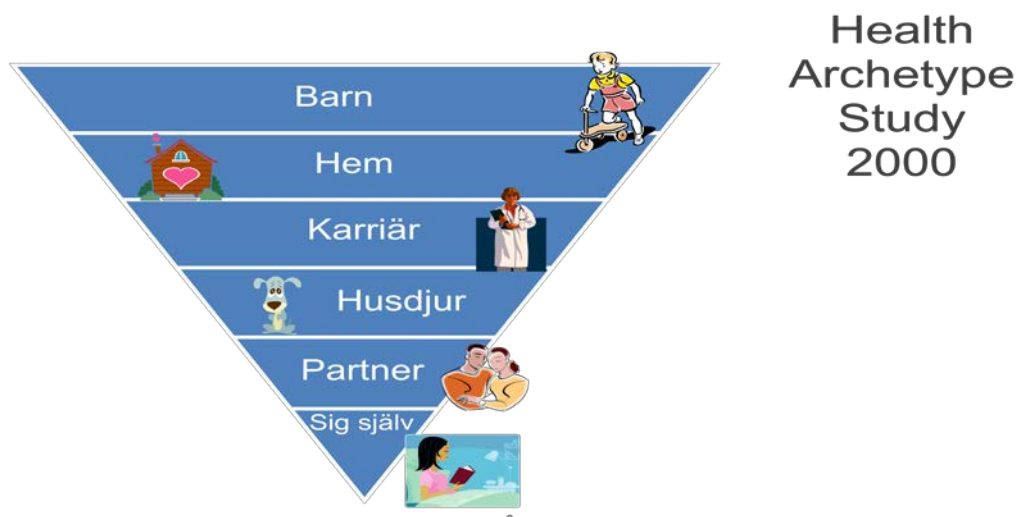 Health
Archetype
Study
2000
Barn
Hem
Karriär
Husdjur
Partner
Sig själv